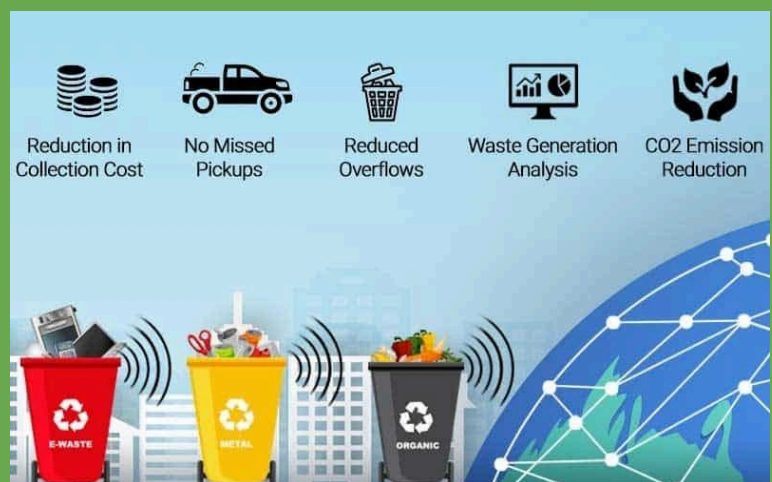 Reduction in
Collection Cost
No Missed
Pickups
Reduced
Overflows
Waste Generation
Analysis
CO2 Emission
Reduction
E-WASTE
METAL
ORGANIC